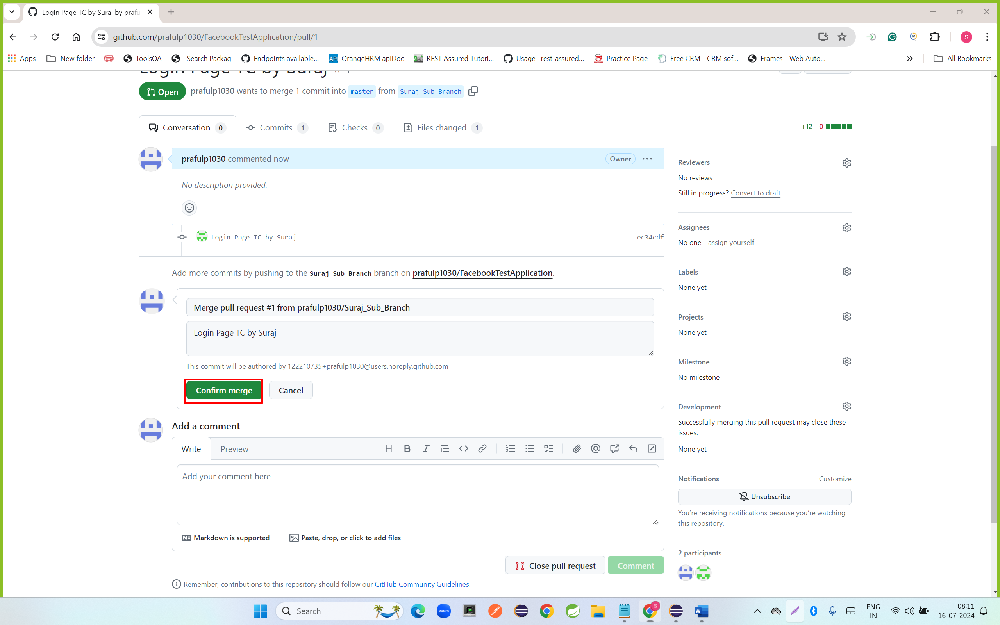 Login Page TC by Suraj by prafu
github.com/prafulp1030/FacebookTestApplication/pull/1
S
Apps
New folder
ToolsQA
_Search Packag
Endpoints available...
API
OrangeHRM apiDoc
REST Assured Tutori...
Usage · rest-assured...
Practice Page
Free CRM - CRM sof...
Frames - Web Auto...
All Bookmarks
Login Page TC by Suraj
Open
prafulp1030 wants to merge 1 commit into master from Suraj_Sub_Branch
Conversation 0
Commits 1
Checks 0
Files changed 1
+12 −0
prafulp1030 commented now
Owner
No description provided.
Login Page TC by Suraj
ec34cdf
Add more commits by pushing to the Suraj_Sub_Branch branch on prafulp1030/FacebookTestApplication.
Merge pull request #1 from prafulp1030/Suraj_Sub_Branch
Login Page TC by Suraj
This commit will be authored by 122210735+prafulp1030@users.noreply.github.com
Confirm merge
Cancel
Add a comment
Write
Preview
Add your comment here...
Markdown is supported
Paste, drop, or click to add files
Close pull request
Comment
Remember, contributions to this repository should follow our GitHub Community Guidelines.
Reviewers
No reviews
Still in progress? Convert to draft
Assignees
No one—assign yourself
Labels
None yet
Projects
None yet
Milestone
No milestone
Development
Successfully merging this pull request may close these
issues.
None yet
Notifications
Customize
Unsubscribe
You're receiving notifications because you're watching
this repository.
2 participants
Search
zoom
S
W
ENG
IN
08:11
16-07-2024